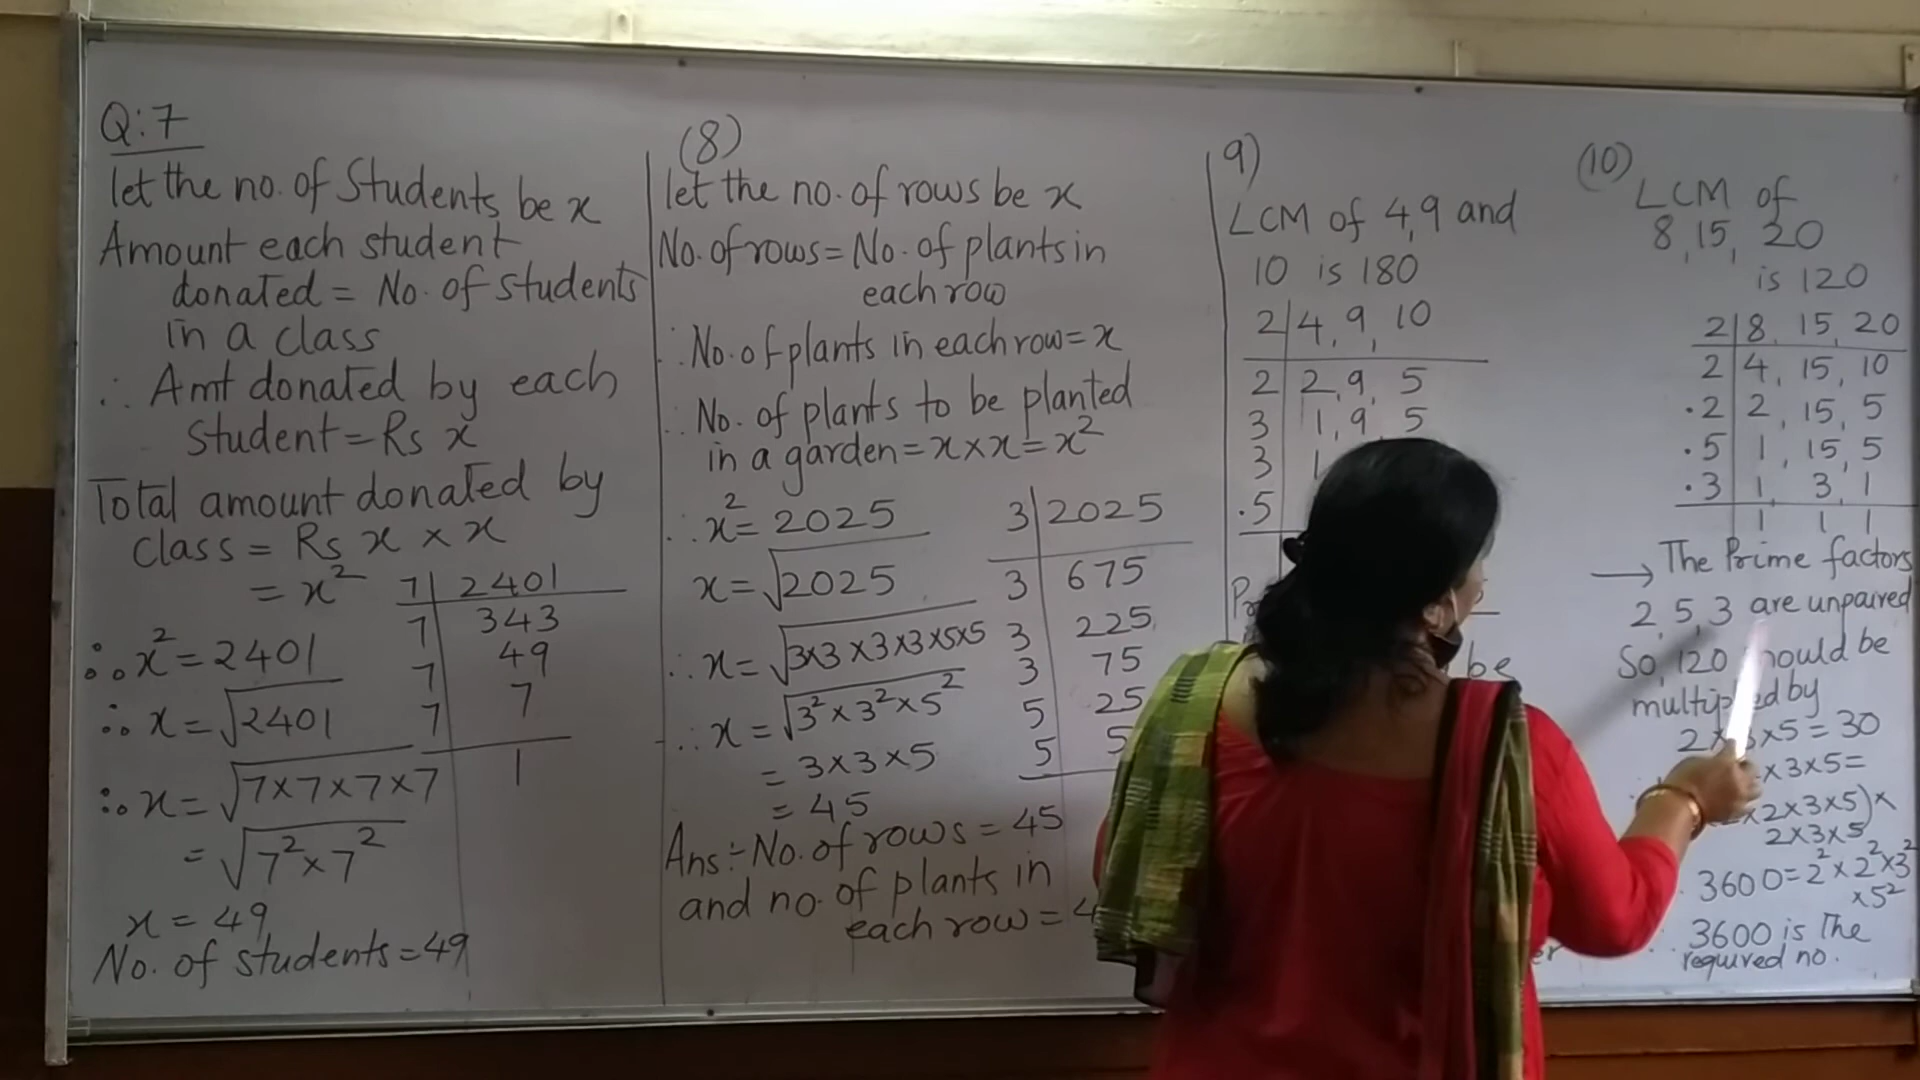 Q:7
let the no. of Students be x
Amount each student
donated = No. of students
in a class
∴ Amt donated by each
Student = Rs x
Total amount donated by
class = Rs x × x
= x²
∴ x² = 2401
∴ x = √2401
∴ x = √7×7×7×7
= √7²×7²
x = 49
No. of students = 49
7 | 2401
7 | 343
7 | 49
7 | 7
1
(8)
let the no. of rows be x
No. of rows = No. of plants in
each row
∴ No. of plants in each row = x
∴ No. of plants to be planted
in a garden = x × x = x²
∴ x² = 2025
x = √2025
∴ x = √3×3×3×3×5×5
∴ x = √3²×3²×5²
= 3×3×5
= 45
3 | 2025
3 | 675
3 | 225
3 | 75
5 | 25
5 | 5
Ans :- No. of rows = 45
and no. of plants in
each row = 4
9)
LCM of 4, 9 and
10 is 180
2 | 4, 9, 10
2 | 2, 9, 5
3 | 1, 9, 5
3 | 1
.5
be
(10)
LCM of
8, 15, 20
is 120
2 | 8, 15, 20
2 | 4, 15, 10
.2 | 2, 15, 5
.5 | 1, 15, 5
.3 | 1, 3, 1
1 1 1
→ The Prime factors
2, 5, 3 are unpaired
So, 120 should be
multiplied by
2×3×5 = 30
×3×5=
×2×3×5)×
2×3×5
3600 = 2²×2²×3²
×5²
3600 is the
required no.